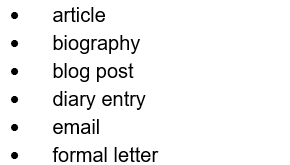 • article
• biography
• blog post
• diary entry
• email
• formal letter